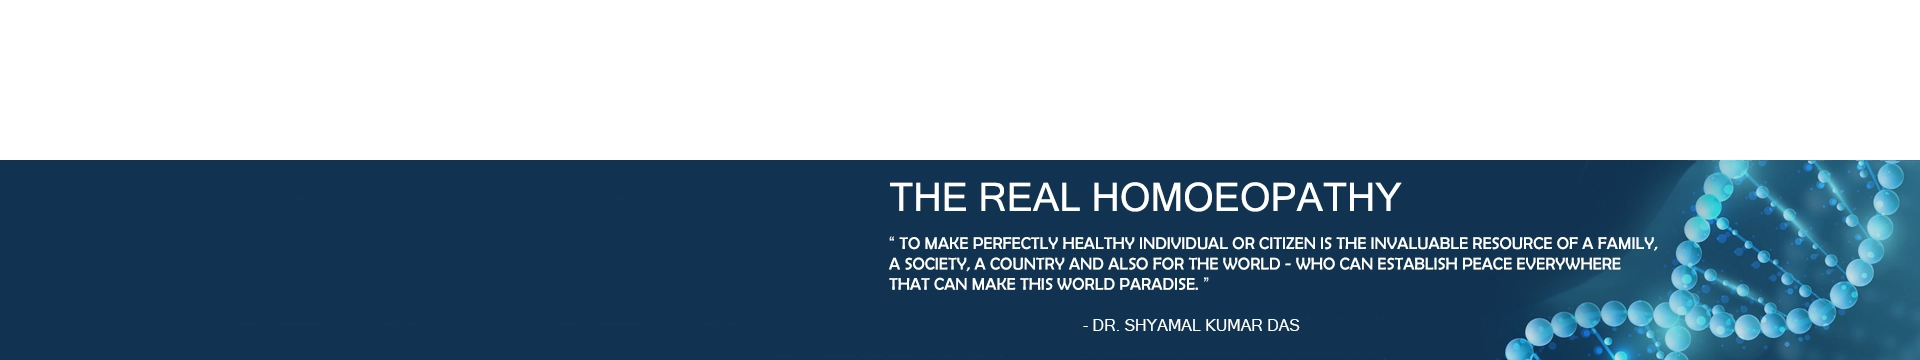 THE REAL HOMOEOPATHY
“ TO MAKE PERFECTLY HEALTHY INDIVIDUAL OR CITIZEN IS THE INVALUABLE RESOURCE OF A FAMILY,
A SOCIETY, A COUNTRY AND ALSO FOR THE WORLD - WHO CAN ESTABLISH PEACE EVERYWHERE
THAT CAN MAKE THIS WORLD PARADISE. ”
- DR. SHYAMAL KUMAR DAS